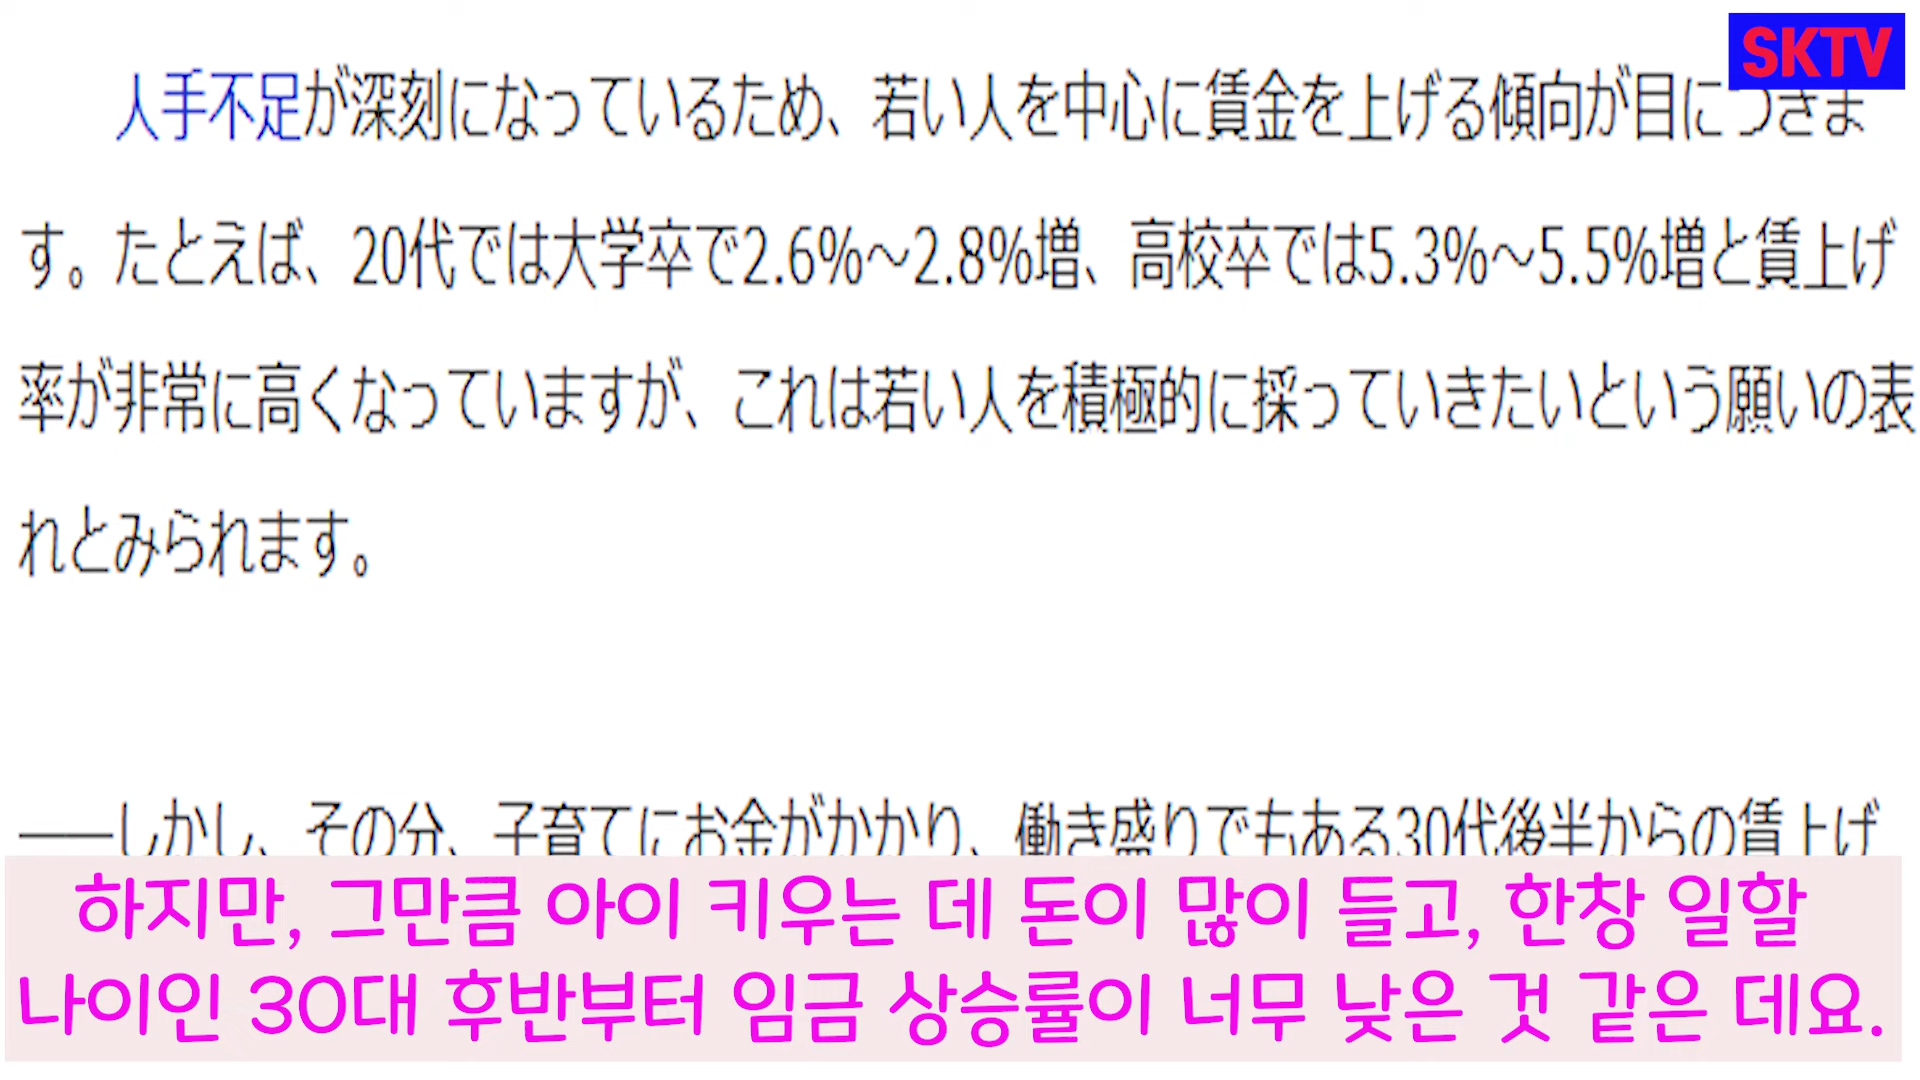 SKTV
人手不足が深刻になっているため、若い人を中心に賃金を上げる傾向が目につきま
す。たとえば、20代では大学卒で2.6%～2.8%増、高校卒では5.3%～5.5%増と賃上げ
率が非常に高くなっていますが、これは若い人を積極的に採っていきたいという願いの表
れとみられます。
──しかし、その分、子育てにお金がかかり、働き盛りでもある30代後半からの賃上げ
하지만, 그만큼 아이 키우는 데 돈이 많이 들고, 한창 일할
나이인 30대 후반부터 임금 상승률이 너무 낮은 것 같은 데요.